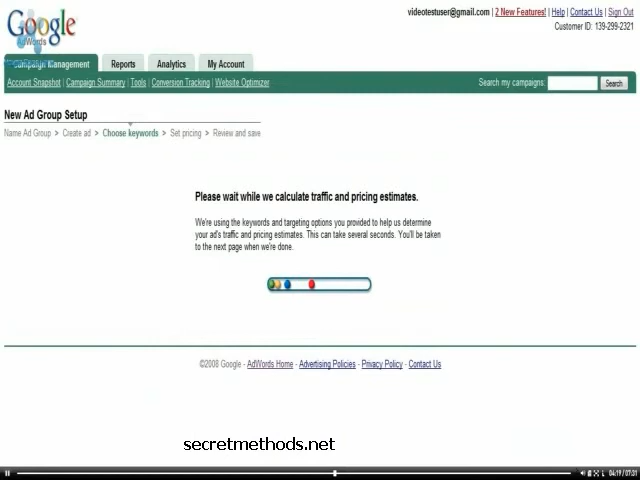 videotestuser@gmail.com | 2 New Features! | Help | Contact Us | Sign Out
Google
AdWords
Customer ID: 139-299-2321
Campaign Management Reports Analytics My Account
Account Snapshot | Campaign Summary | Tools | Conversion Tracking | Website Optimizer
Search my campaigns: Search
New Ad Group Setup
Name Ad Group > Create ad > Choose keywords > Set pricing > Review and save
Please wait while we calculate traffic and pricing estimates.
We're using the keywords and targeting options you provided to help us determine
your ad's traffic and pricing estimates. This can take several seconds. You'll be taken
to the next page when we're done.
©2008 Google - AdWords Home - Advertising Policies - Privacy Policy - Contact Us
secretmethods.net
04:19 / 07:31